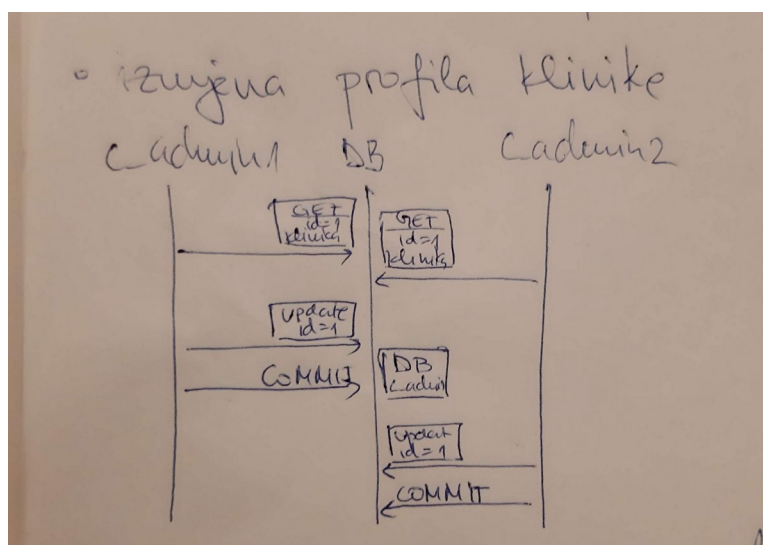 • izmjena profila klinike
C_admin1 DB C_admin2
GET
id=1
klinika
GET
id=1
klinika
update
id=1
COMMIT
DB
C_admin
updat
id=1
COMMIT